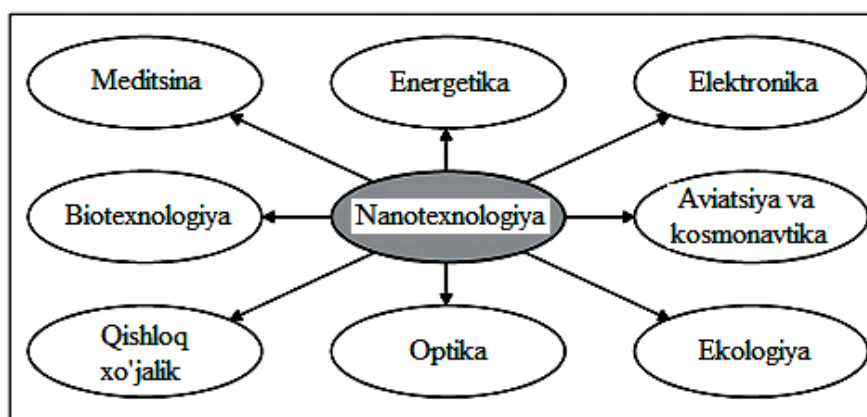 Meditsina
Energetika
Elektronika
Biotexnologiya
Nanotexnologiya
Aviatsiya va
kosmonavtika
Qishloq
xo'jalik
Optika
Ekologiya